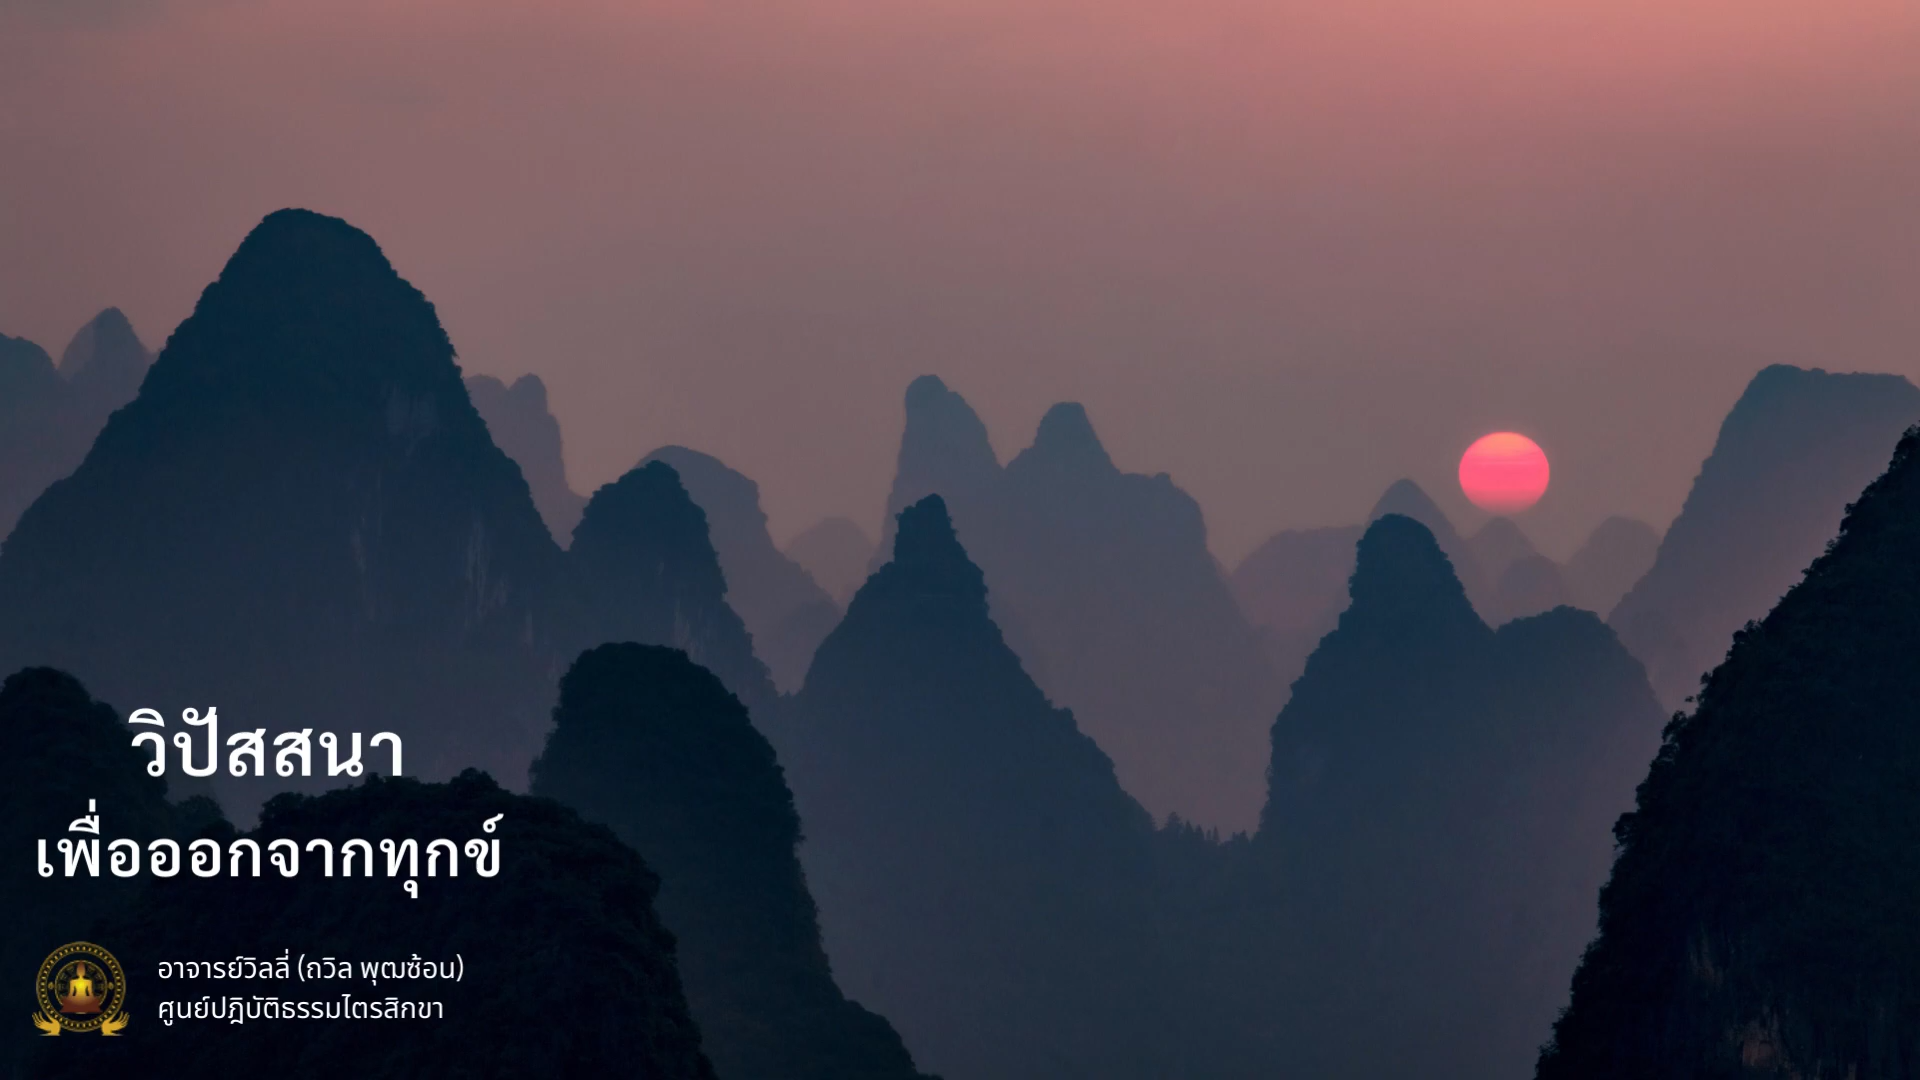 วิปัสสนา
เพื่อออกจากทุกข์
อาจารย์วิลลี่ (ถวิล พุฒซ้อน)
ศูนย์ปฎิบัติธรรมไตรสิกขา